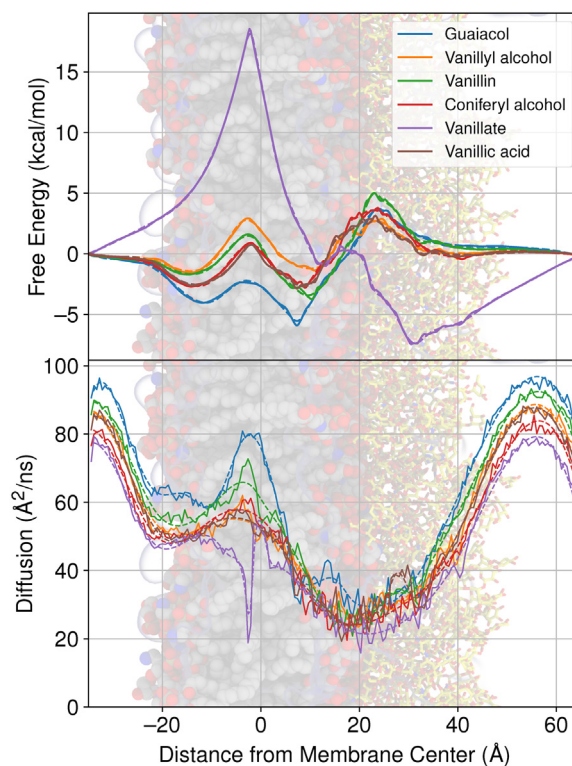 Free Energy (kcal/mol)
15
10
5
0
−5
Guaiacol
Vanillyl alcohol
Vanillin
Coniferyl alcohol
Vanillate
Vanillic acid
Diffusion (Å²/ns)
100
80
60
40
20
0
−20
0
20
40
60
Distance from Membrane Center (Å)